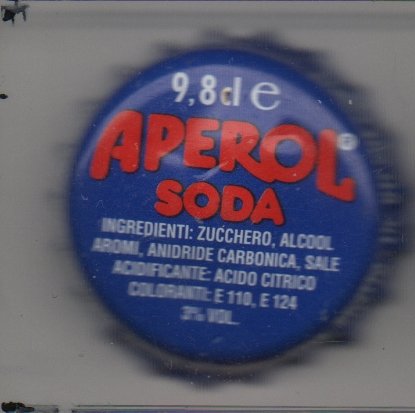 9,8cl e
APEROL®
SODA
INGREDIENTI: ZUCCHERO, ALCOOL
AROMI, ANIDRIDE CARBONICA, SALE
ACIDIFICANTE: ACIDO CITRICO
COLORANTI: E 110, E 124
3% VOL.